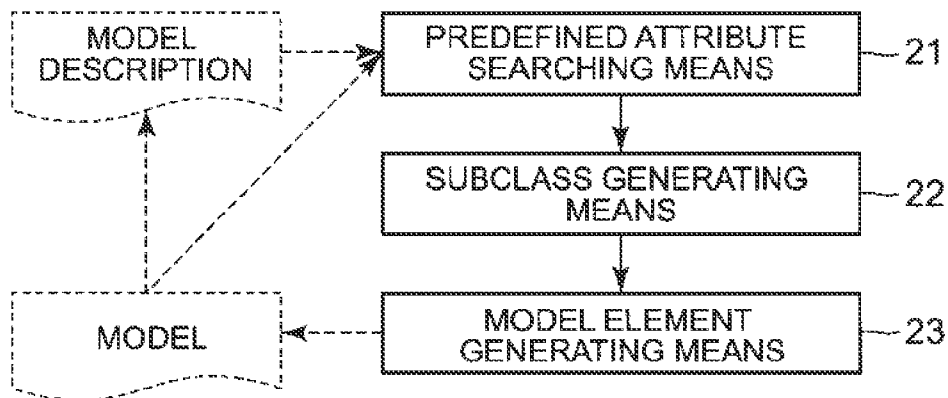 MODEL
DESCRIPTION
PREDEFINED ATTRIBUTE
SEARCHING MEANS
21
SUBCLASS GENERATING
MEANS
22
MODEL
MODEL ELEMENT
GENERATING MEANS
23